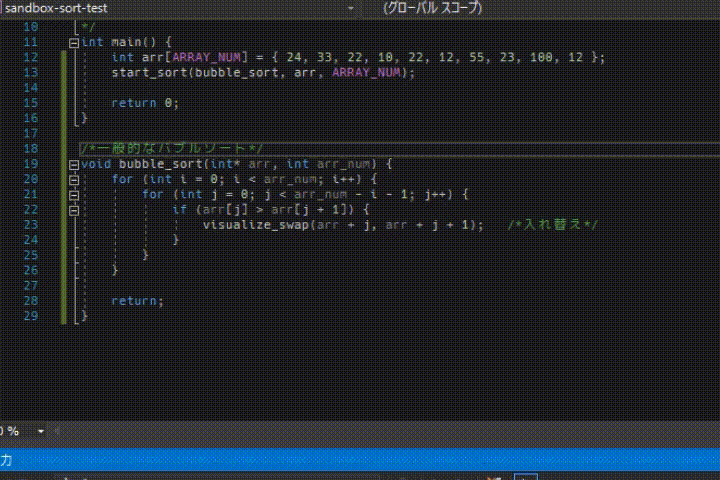 sandbox-sort-test
(グローバル スコープ)
10 */
11 int main() {
12 int arr[ARRAY_NUM] = { 24, 33, 22, 10, 22, 12, 55, 23, 100, 12 };
13 start_sort(bubble_sort, arr, ARRAY_NUM);
14
15 return 0;
16 }
17
18 /*一般的なバブルソート*/
19 void bubble_sort(int* arr, int arr_num) {
20 for (int i = 0; i < arr_num; i++) {
21 for (int j = 0; j < arr_num - i - 1; j++) {
22 if (arr[j] > arr[j + 1]) {
23 visualize_swap(arr + j, arr + j + 1); /*入れ替え*/
24 }
25 }
26 }
27
28 return;
29 }
0 %
力